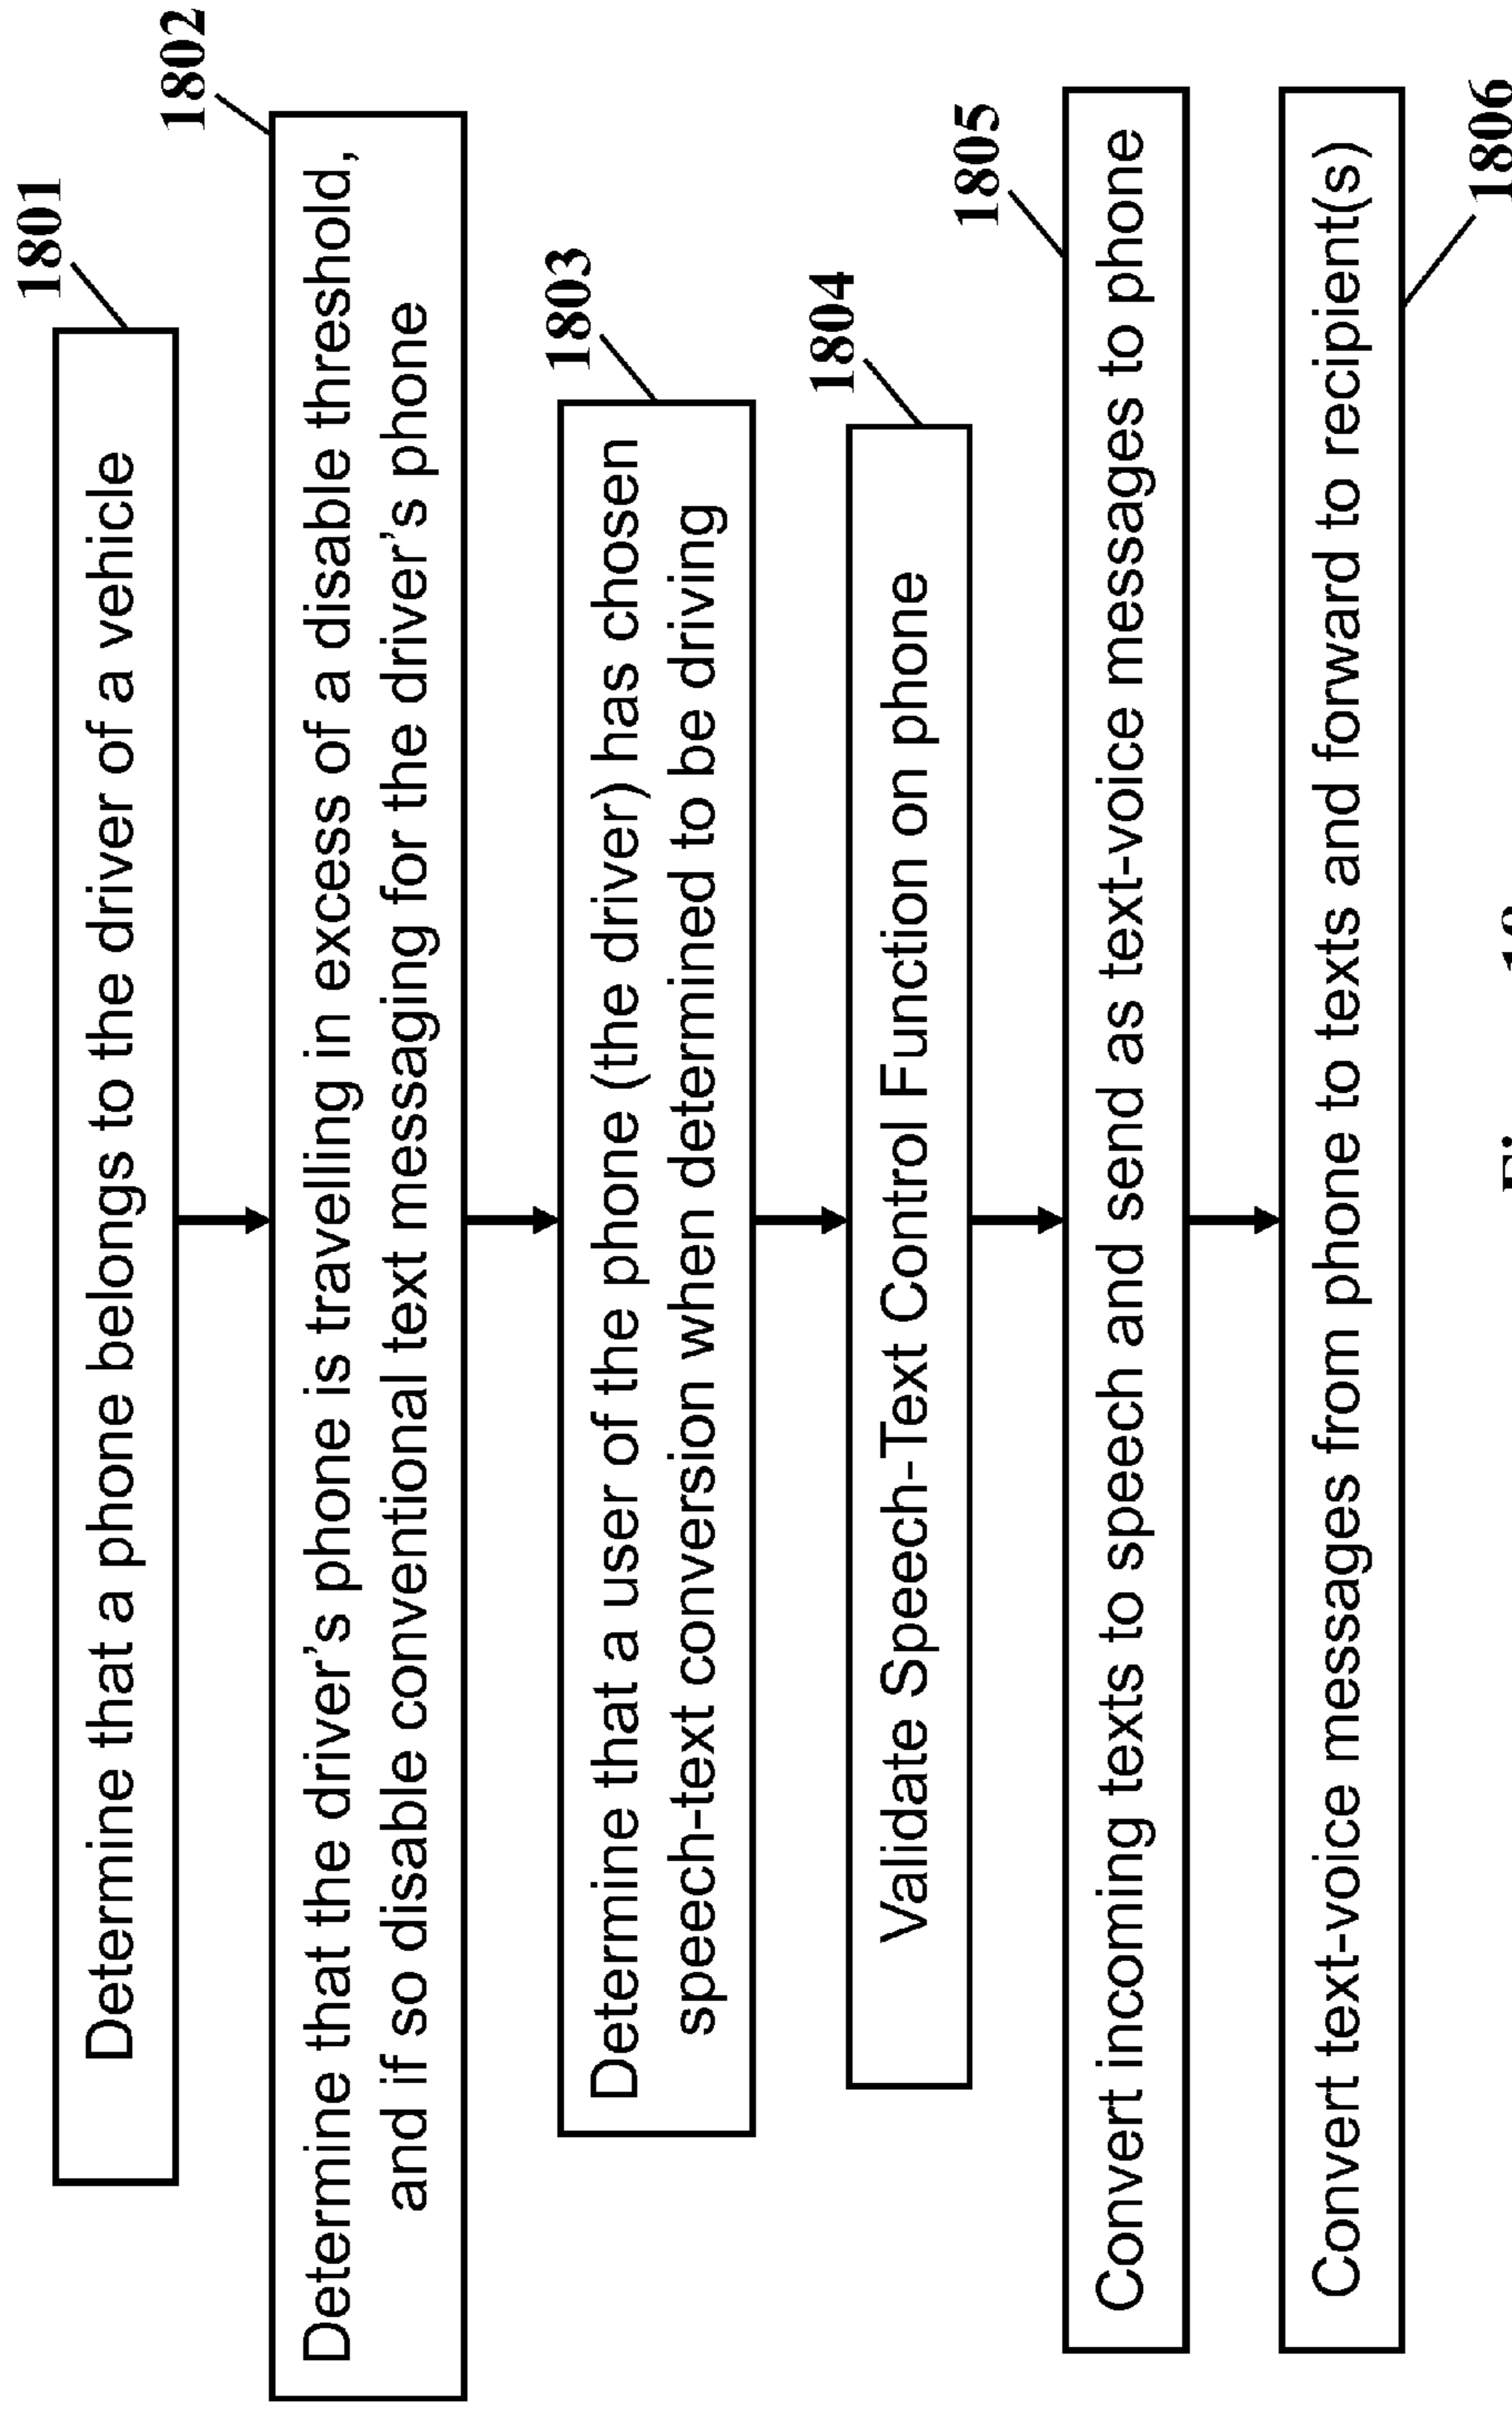 1801
Determine that a phone belongs to the driver of a vehicle
1802
Determine that the driver's phone is travelling in excess of a disable threshold,
and if so disable conventional text messaging for the driver's phone
1803
Determine that a user of the phone (the driver) has chosen
speech-text conversion when determined to be driving
1804
Validate Speech-Text Control Function on phone
1805
Convert incoming texts to speech and send as text-voice messages to phone
Convert text-voice messages from phone to texts and forward to recipient(s)
1806